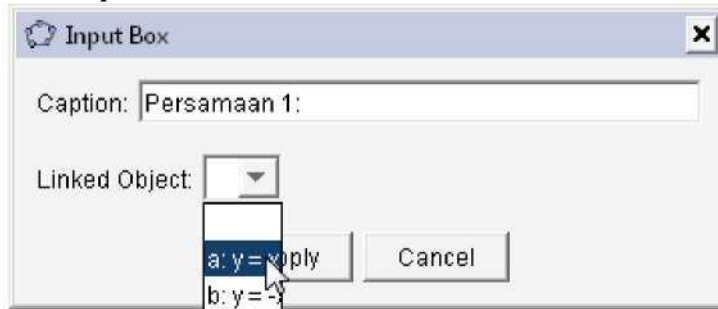 Input Box
Caption: Persamaan 1:
Linked Object:
a: y = x
pply Cancel
b: y = -x